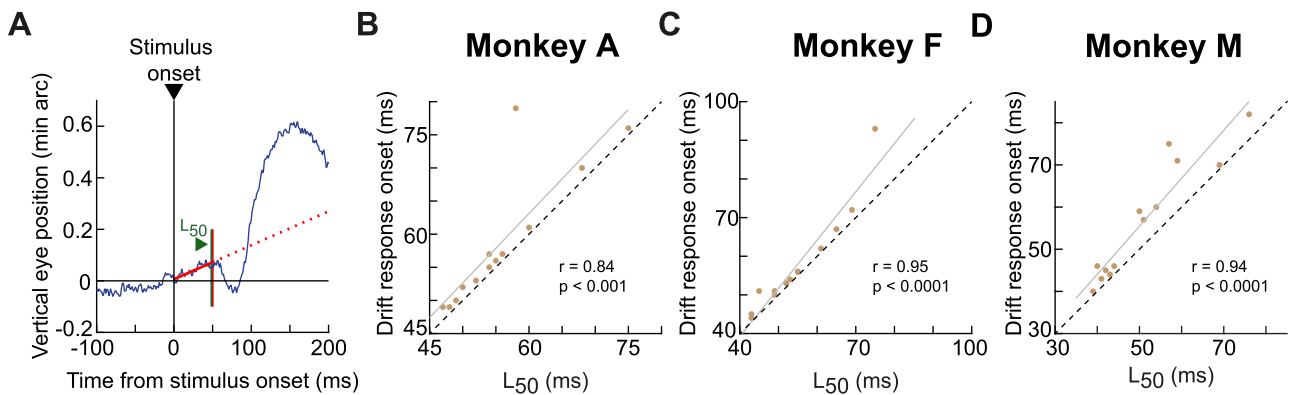 A
Stimulus
onset
Vertical eye position (min arc)
0.6
0.4
0.2
0
-0.2
L50
-100
0
100
200
Time from stimulus onset (ms)
B
Monkey A
Drift response onset (ms)
75
60
45
r = 0.84
p < 0.001
45
60
75
L50 (ms)
C
Monkey F
Drift response onset (ms)
100
70
40
r = 0.95
p < 0.0001
40
70
100
L50 (ms)
D
Monkey M
Drift response onset (ms)
70
50
30
r = 0.94
p < 0.0001
30
50
70
L50 (ms)